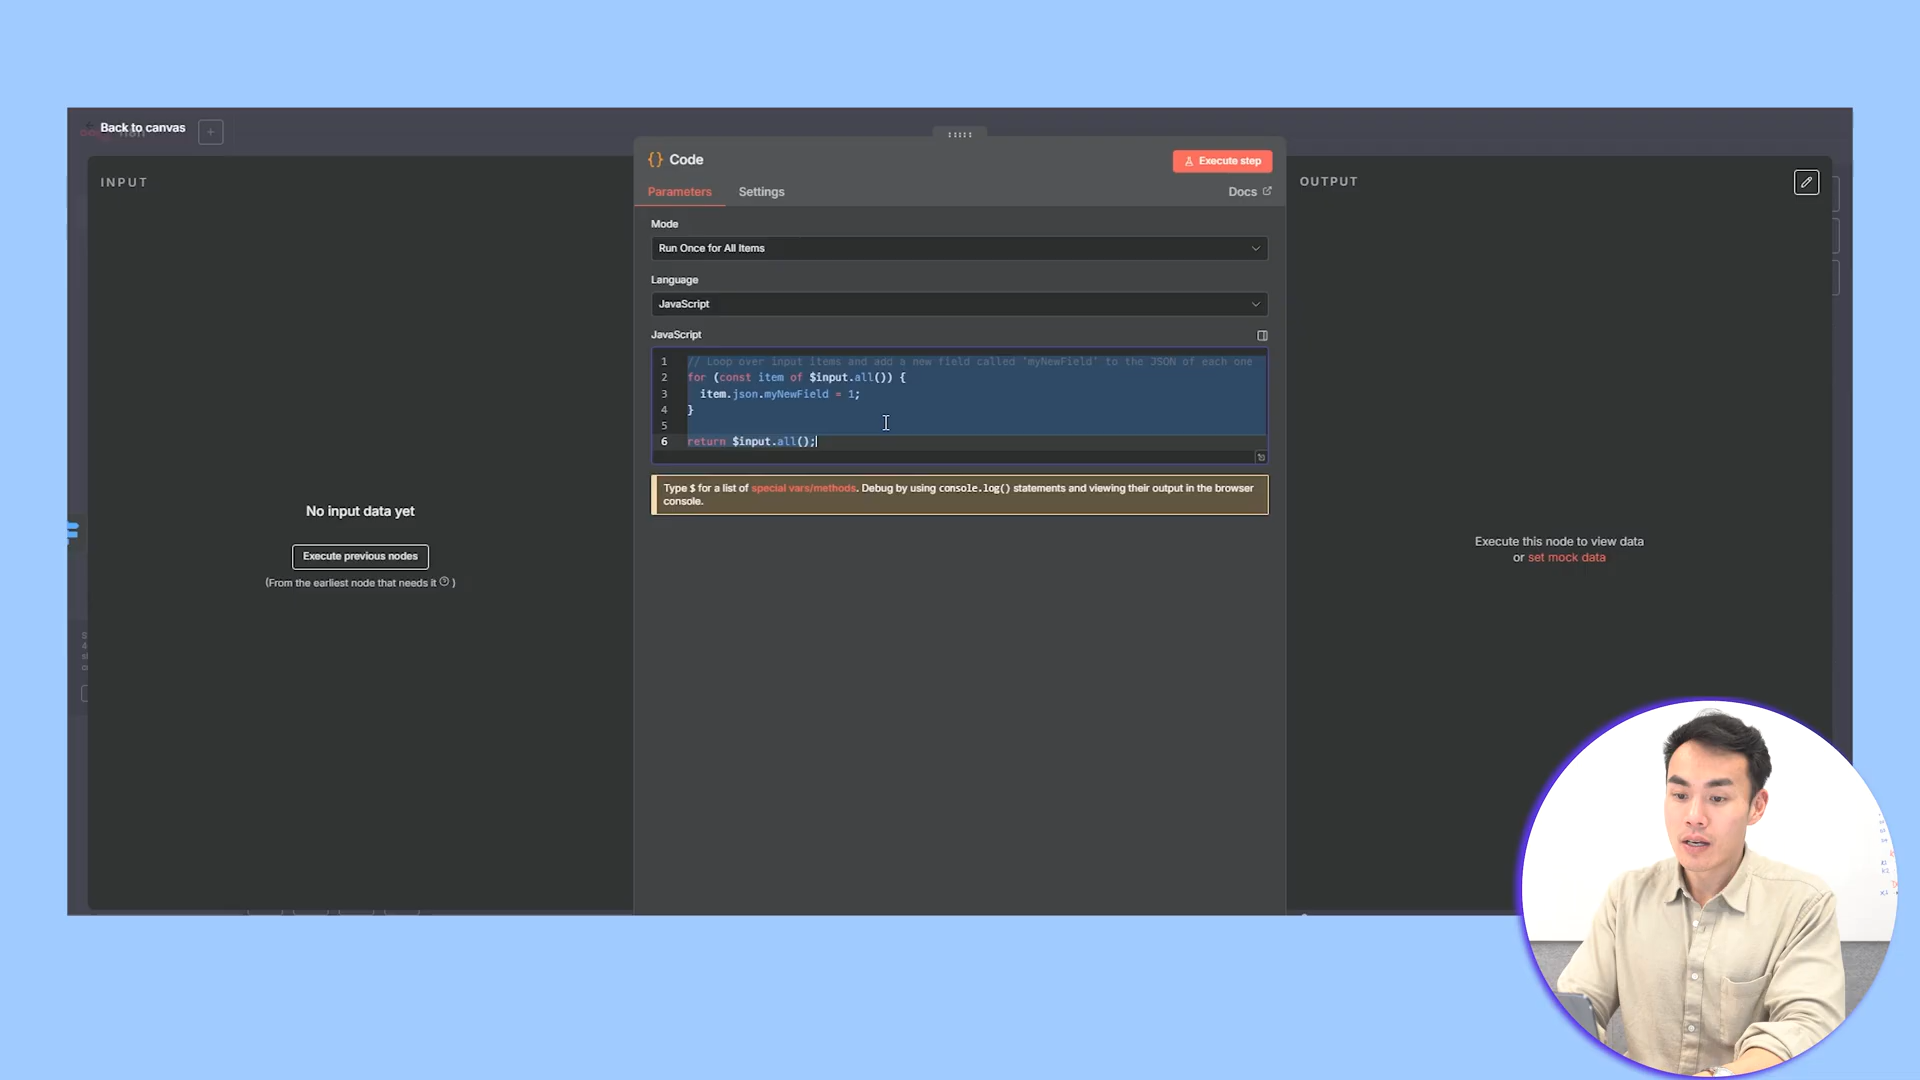 Back to canvas
INPUT
No input data yet
Execute previous nodes
(From the earliest node that needs it ? )
{} Code
Execute step
Parameters
Settings
Docs
Mode
Run Once for All Items
Language
JavaScript
JavaScript
1 // Loop over input items and add a new field called 'myNewField' to the JSON of each one
2 for (const item of $input.all()) {
3 item.json.myNewField = 1;
4 }
5
6 return $input.all();
Type $ for a list of special vars/methods. Debug by using console.log() statements and viewing their output in the browser
console.
OUTPUT
Execute this node to view data
or set mock data